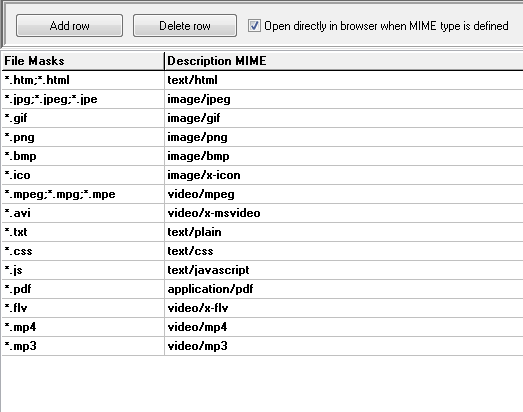 Add row Delete row Open directly in browser when MIME type is defined
File Masks Description MIME
*.htm;*.html text/html
*.jpg;*.jpeg;*.jpe image/jpeg
*.gif image/gif
*.png image/png
*.bmp image/bmp
*.ico image/x-icon
*.mpeg;*.mpg;*.mpe video/mpeg
*.avi video/x-msvideo
*.txt text/plain
*.css text/css
*.js text/javascript
*.pdf application/pdf
*.flv video/x-flv
*.mp4 video/mp4
*.mp3 video/mp3